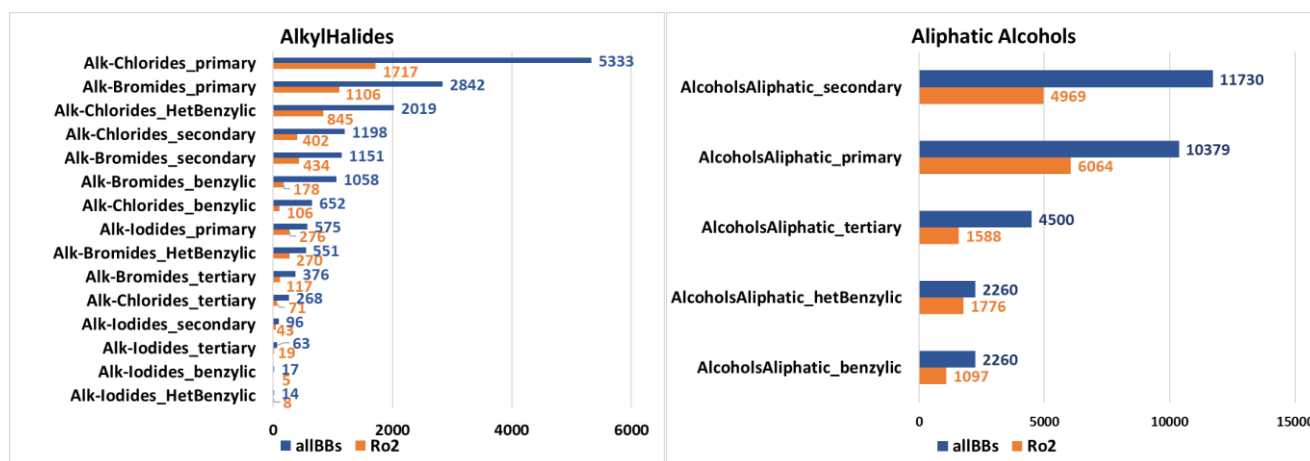 AlkylHalides
Alk-Chlorides_primary 5333
1717
Alk-Bromides_primary 2842
1106
Alk-Chlorides_HetBenzylic 2019
845
Alk-Chlorides_secondary 1198
402
Alk-Bromides_secondary 1151
434
Alk-Bromides_benzylic 1058
178
Alk-Chlorides_benzylic 652
106
Alk-Iodides_primary 575
276
Alk-Bromides_HetBenzylic 551
270
Alk-Bromides_tertiary 376
117
Alk-Chlorides_tertiary 268
71
Alk-Iodides_secondary 96
43
Alk-Iodides_tertiary 63
19
Alk-Iodides_benzylic 17
5
Alk-Iodides_HetBenzylic 14
8
0 2000 4000 6000
allBBs Ro2
Aliphatic Alcohols
AlcoholsAliphatic_secondary 11730
4969
AlcoholsAliphatic_primary 10379
6064
AlcoholsAliphatic_tertiary 4500
1588
AlcoholsAliphatic_hetBenzylic 2260
1776
AlcoholsAliphatic_benzylic 2260
1097
0 5000 10000 15000
allBBs Ro2